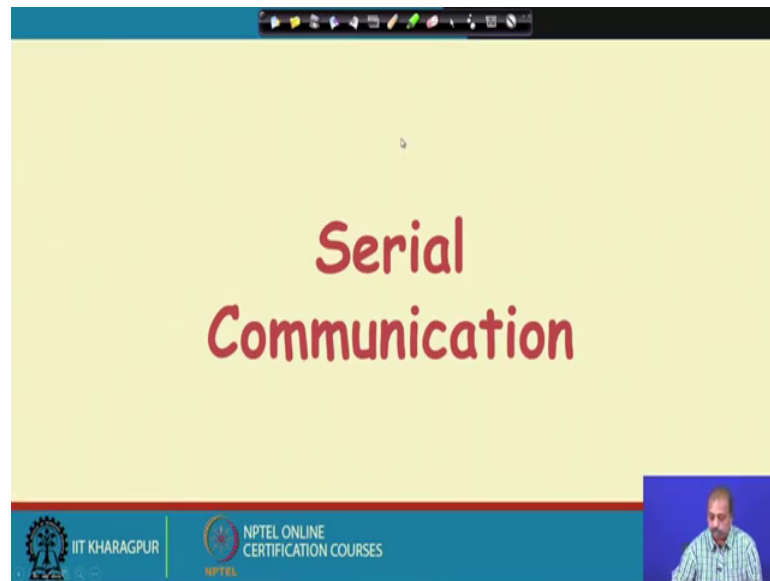 Serial
Communication
IIT KHARAGPUR
NPTEL
NPTEL ONLINE
CERTIFICATION COURSES